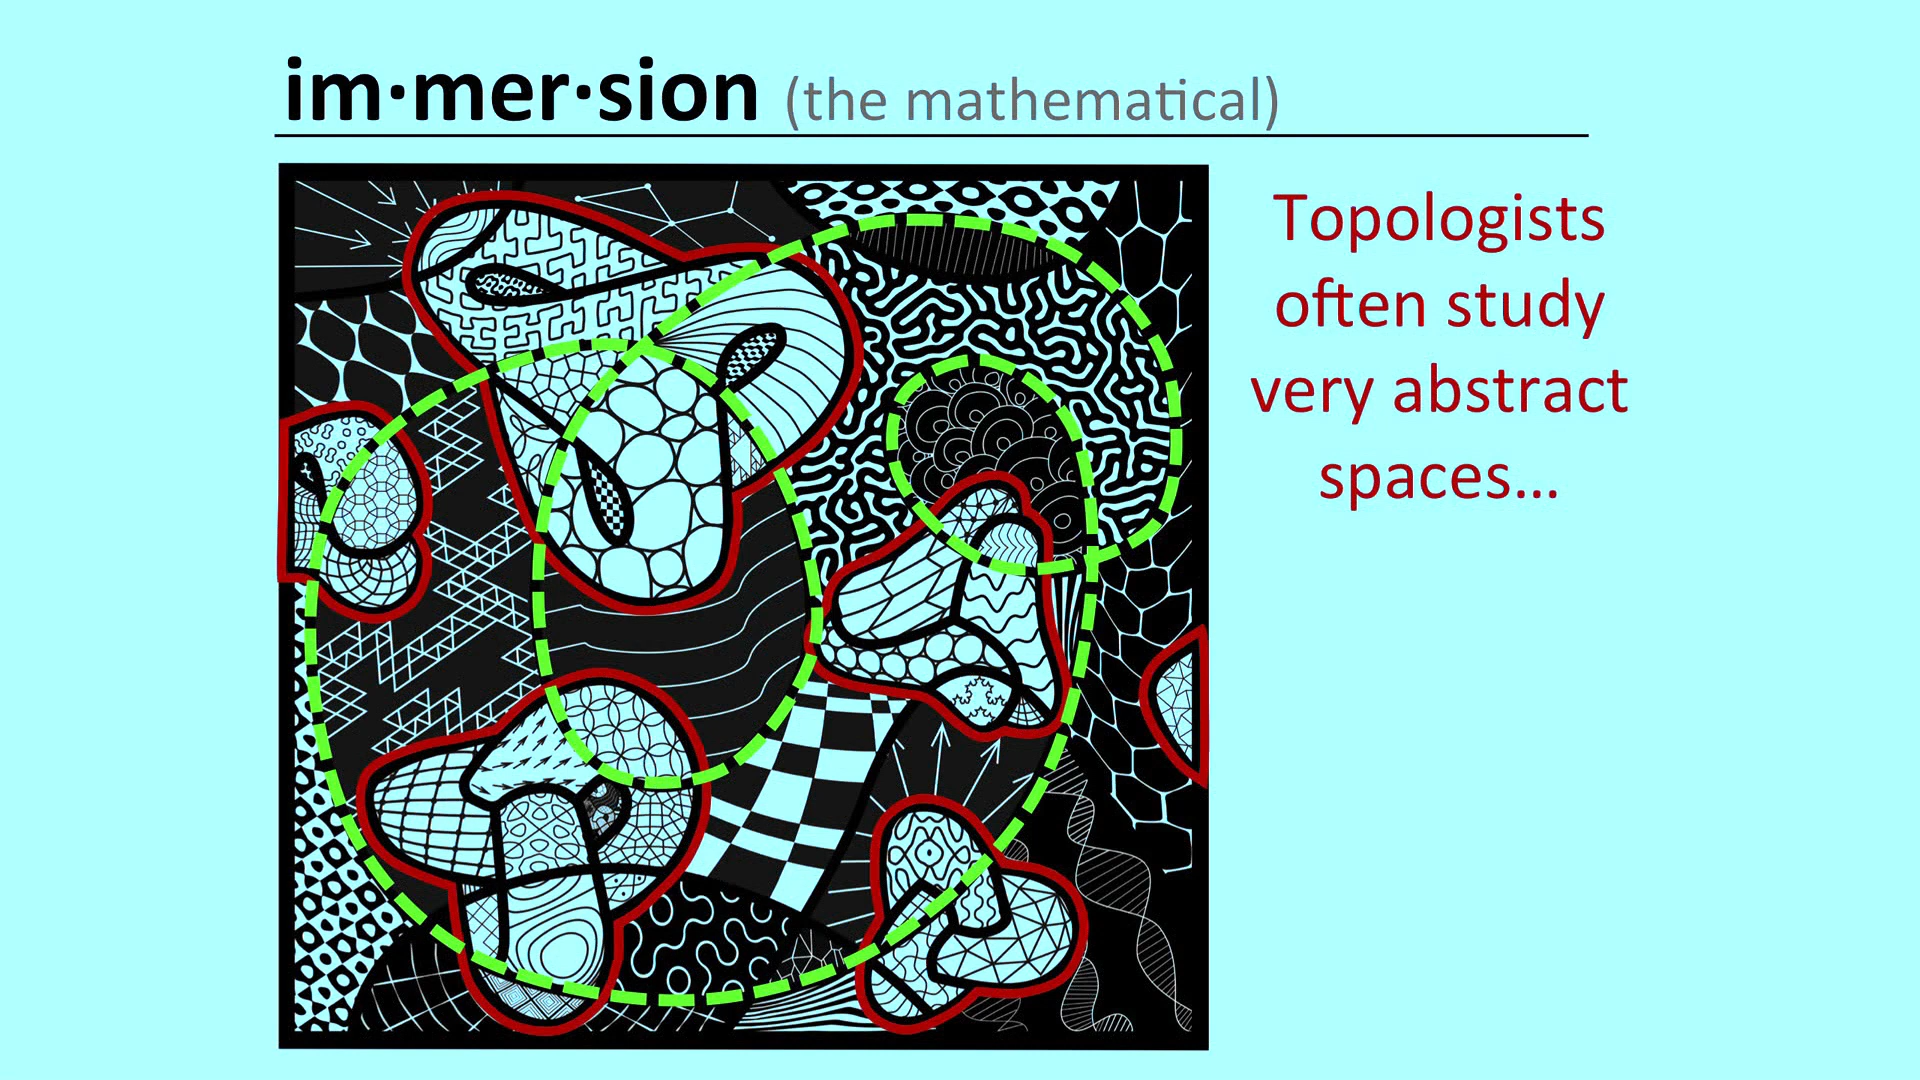 im·mer·sion (the mathematical)
Topologists
often study
very abstract
spaces...